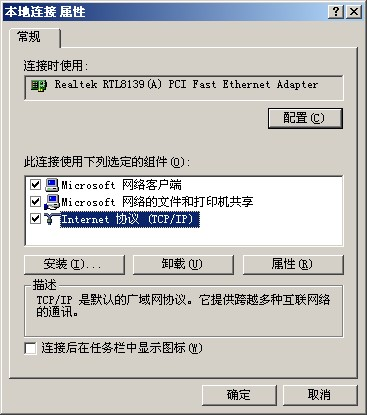 本地连接 属性
常规
连接时使用:
Realtek RTL8139(A) PCI Fast Ethernet Adapter
配置(C)
此连接使用下列选定的组件(O):
Microsoft 网络客户端
Microsoft 网络的文件和打印机共享
Internet 协议 (TCP/IP)
安装(I)...
卸载(U)
属性(R)
描述
TCP/IP 是默认的广域网协议。它提供跨越多种互联网络
的通讯。
连接后在任务栏中显示图标(W)
确定
取消